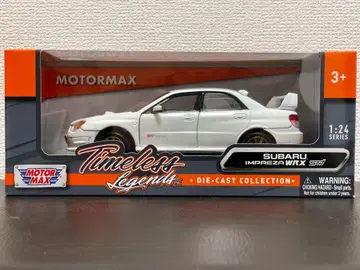 MOTORMAX
3+
1:24
SERIES
MOTOR
MAX
Timeless
Legends
• DIE-CAST COLLECTION •
SUBARU
IMPREZA WRX STI
WARNING:
CHOKING HAZARD - Small parts.
Not for children under 3 years.